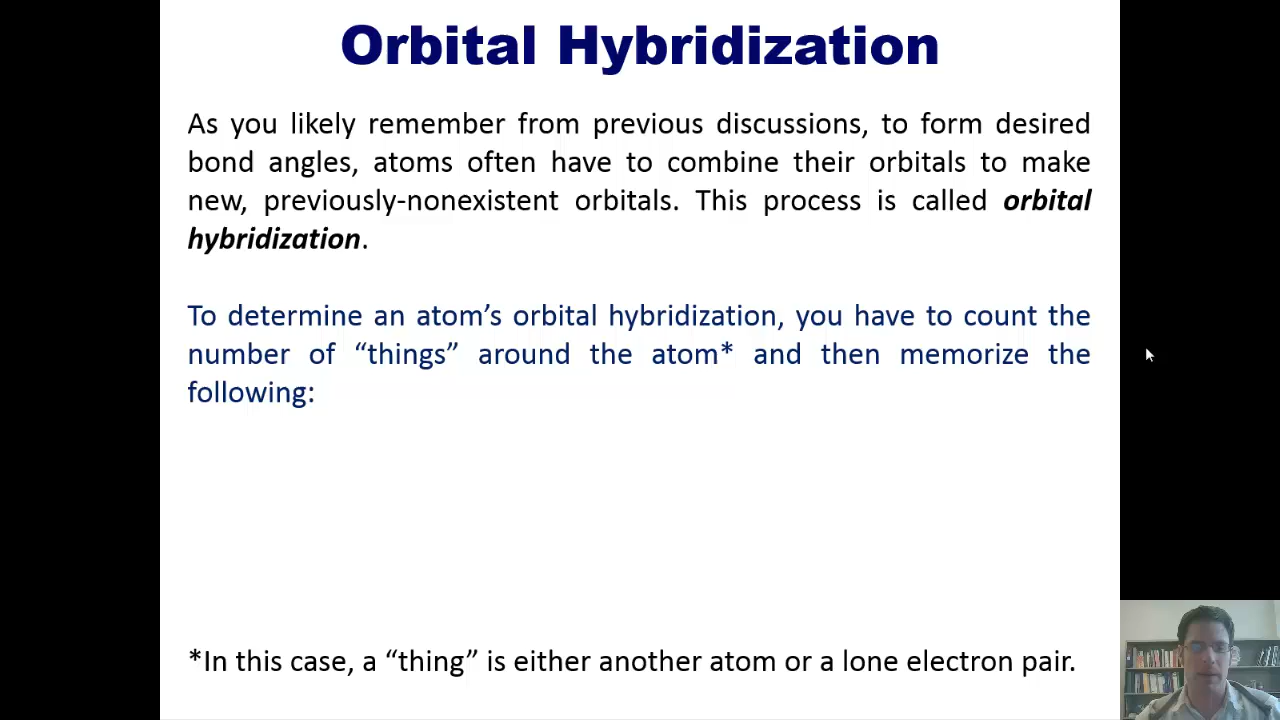 Orbital Hybridization
As you likely remember from previous discussions, to form desired
bond angles, atoms often have to combine their orbitals to make
new, previously-nonexistent orbitals. This process is called orbital
hybridization.
To determine an atom’s orbital hybridization, you have to count the
number of “things” around the atom* and then memorize the
following:
*In this case, a “thing” is either another atom or a lone electron pair.